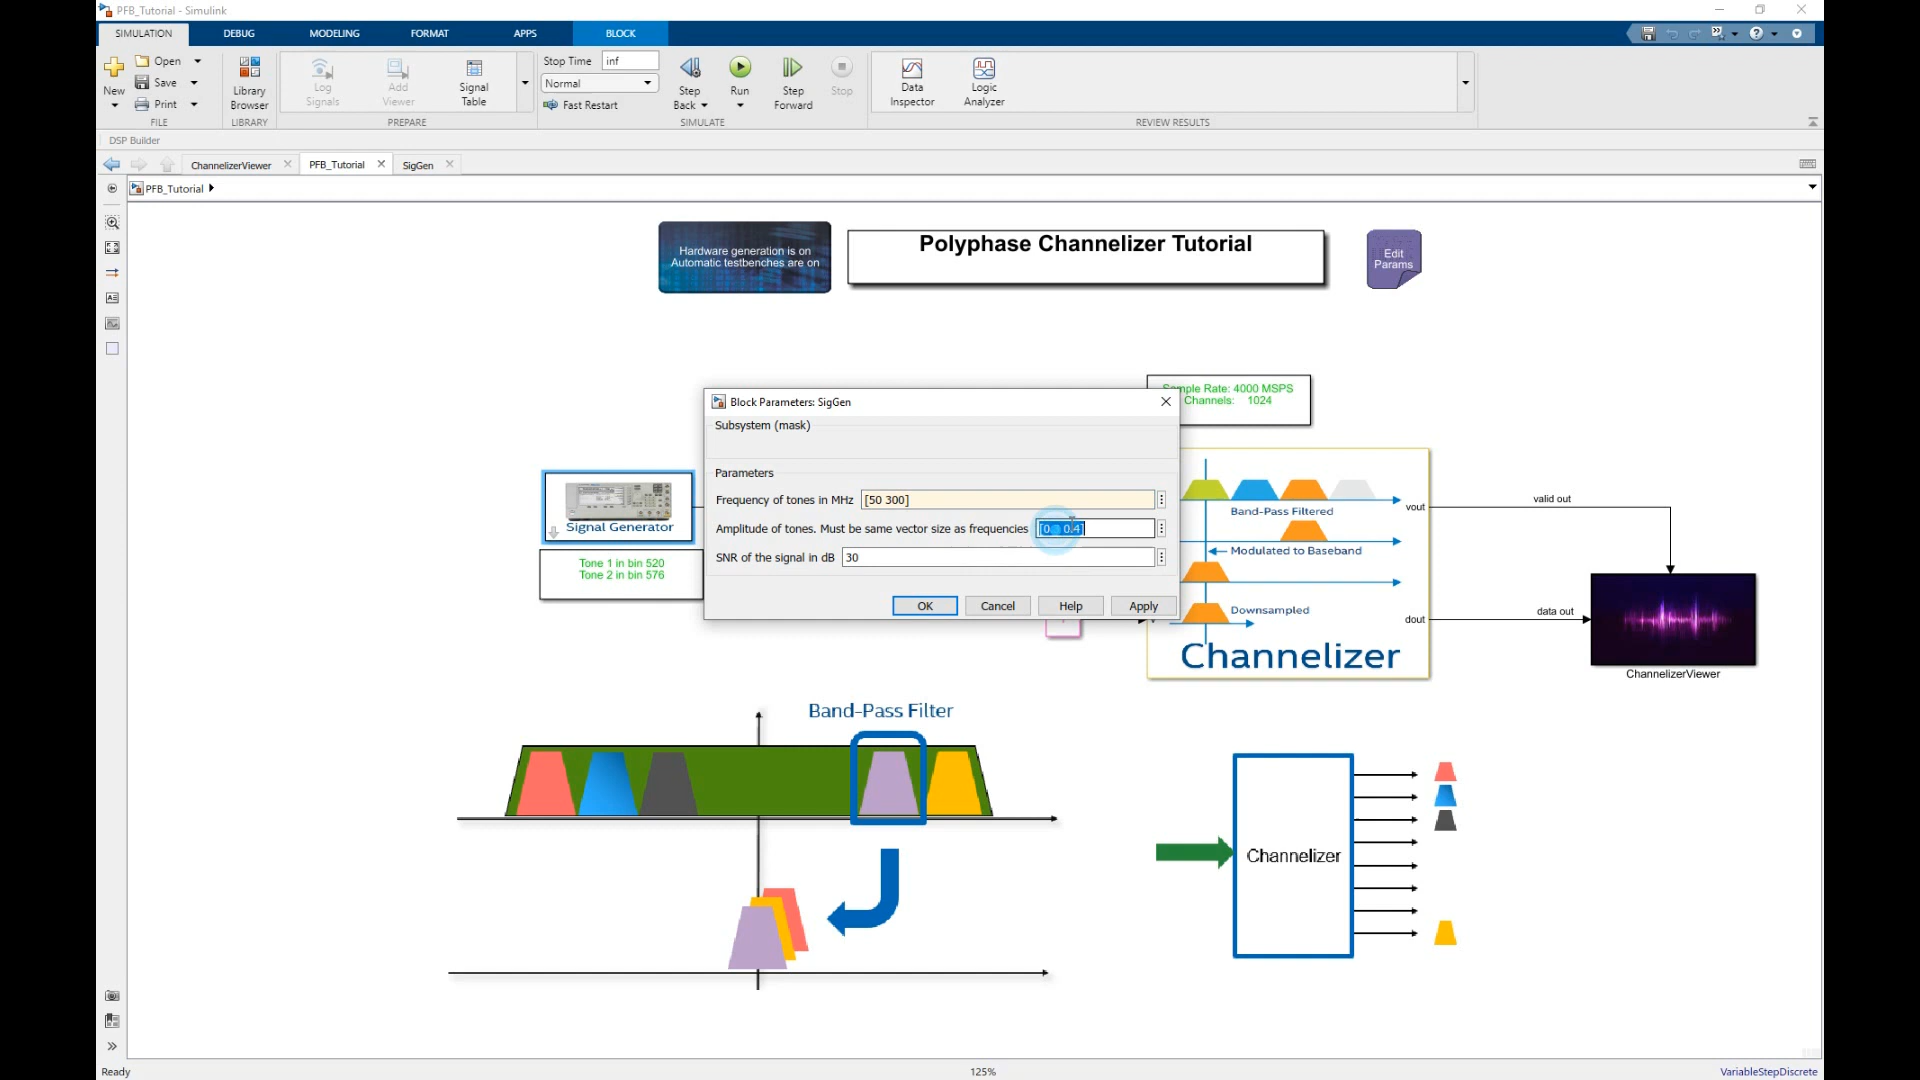 PFB_Tutorial - Simulink
SIMULATION DEBUG MODELING FORMAT APPS BLOCK
New
Open
Save
Print
FILE
Library Browser
LIBRARY
Log Signals
Add Viewer
Signal Table
PREPARE
Stop Time inf
Normal
Fast Restart
Step Back
Run
Step Forward
Stop
SIMULATE
Data Inspector
Logic Analyzer
REVIEW RESULTS
DSP Builder
ChannelizerViewer PFB_Tutorial SigGen
PFB_Tutorial
Hardware generation is on
Automatic testbenches are on
Polyphase Channelizer Tutorial
Edit
Params
Sample Rate: 4000 MSPS
Channels: 1024
Signal Generator
Tone 1 in bin 520
Tone 2 in bin 576
Block Parameters: SigGen
Subsystem (mask)
Parameters
Frequency of tones in MHz [50 300]
Amplitude of tones. Must be same vector size as frequencies
SNR of the signal in dB 30
OK Cancel Help Apply
Band-Pass Filtered
Modulated to Baseband
Downsampled
Channelizer
vout
dout
valid out
data out
ChannelizerViewer
Band-Pass Filter
Channelizer
Ready
125%
VariableStepDiscrete